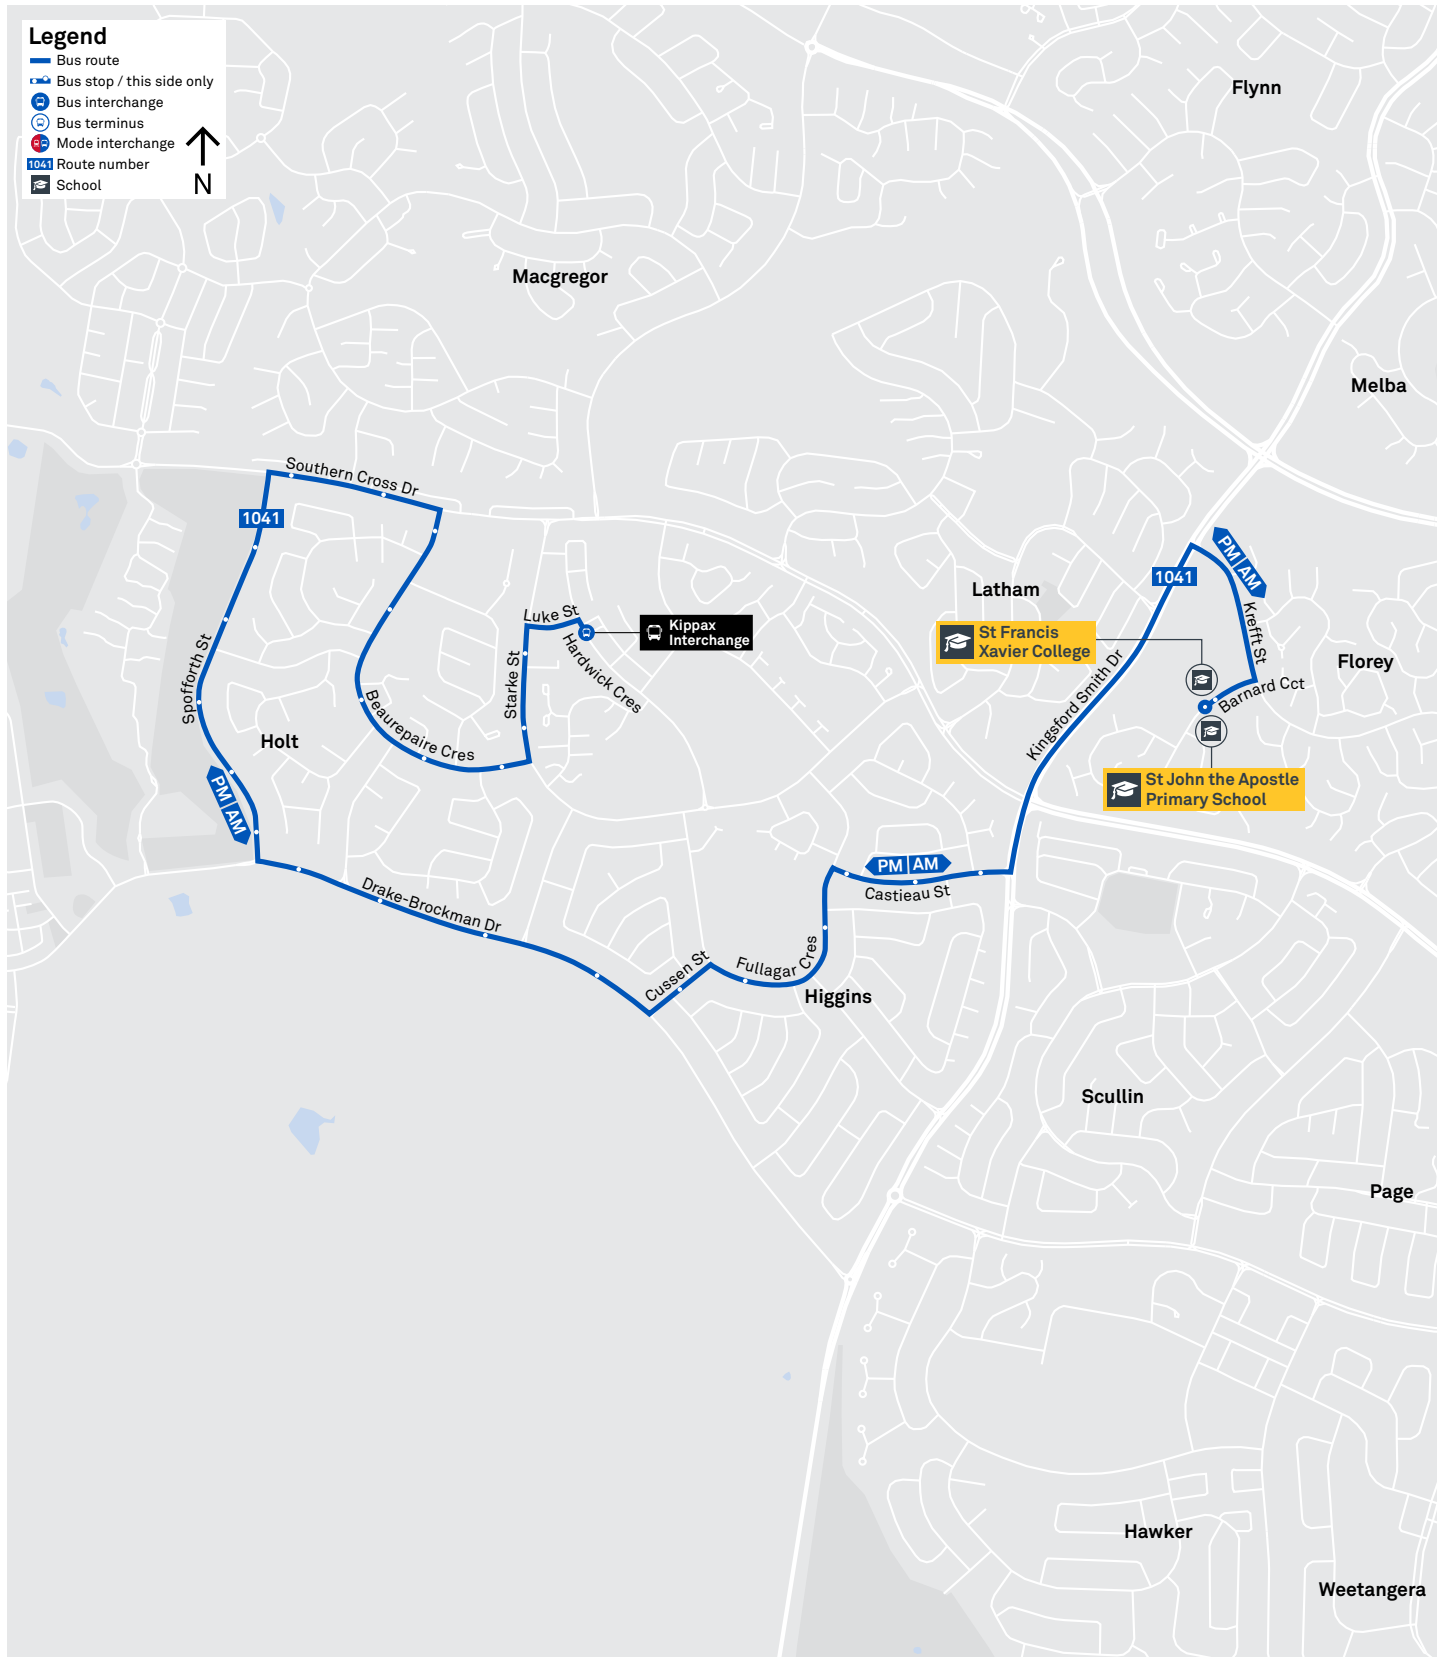 Legend
Bus route
Bus stop / this side only
Bus interchange
Bus terminus
Mode interchange
1041 Route number
School
N
Flynn
Macgregor
Melba
Southern Cross Dr
1041
PM AM
1041
Latham
Luke St
Kippax
Interchange
St Francis
Xavier College
Krefft St
Florey
Hardwick Cres
Starke St
Spofforth St
Beaurepaire Cres
Kingsford Smith Dr
Barnard Cct
Holt
St John the Apostle
Primary School
PM AM
PM AM
Castieau St
Drake-Brockman Dr
Cussen St
Fullagar Cres
Higgins
Scullin
Page
Hawker
Weetangera